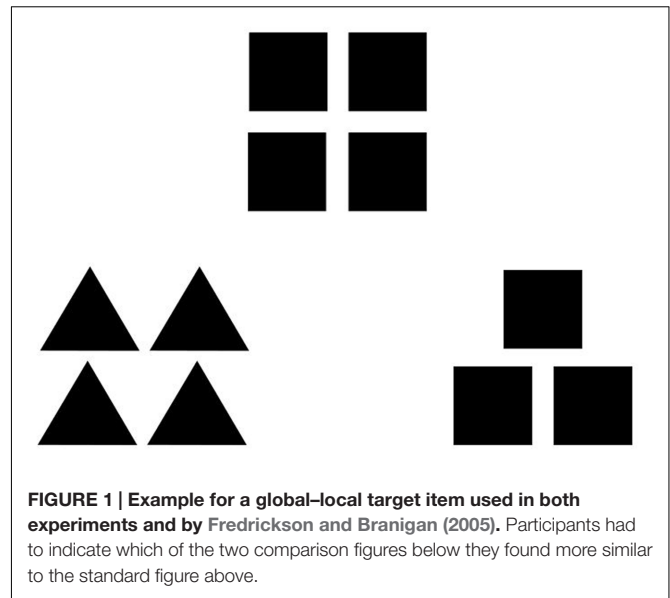 FIGURE 1 | Example for a global–local target item used in both
experiments and by Fredrickson and Branigan (2005). Participants had
to indicate which of the two comparison figures below they found more similar
to the standard figure above.